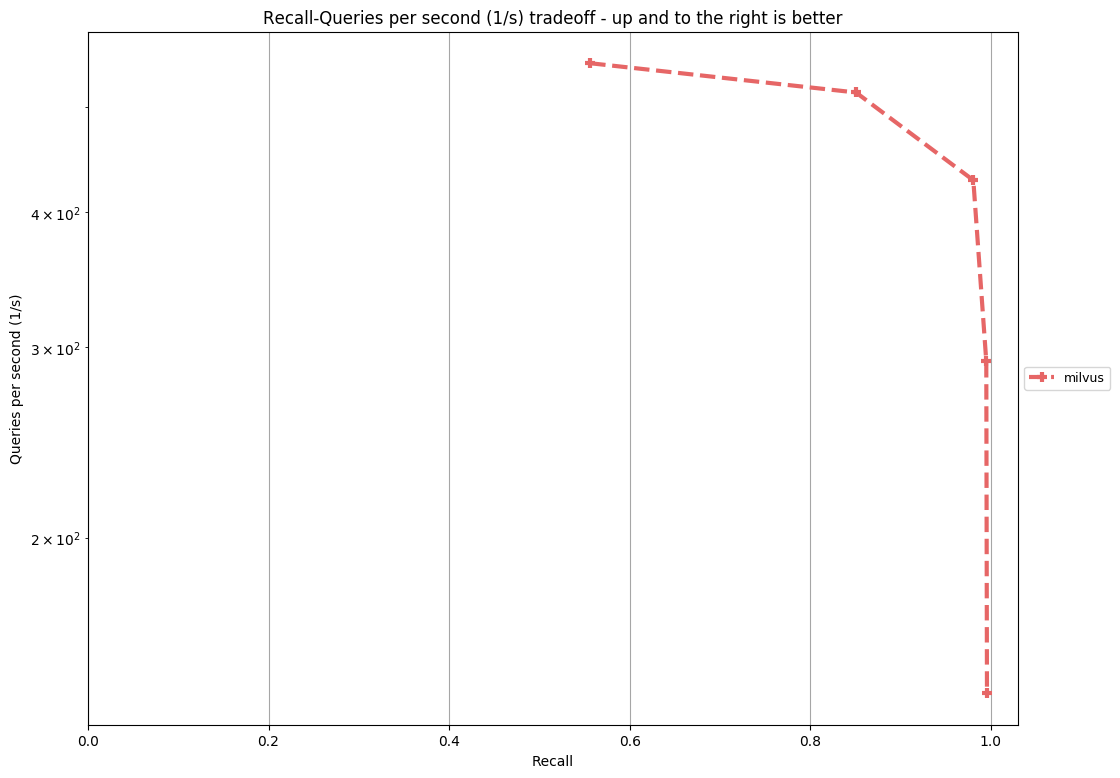 Recall-Queries per second (1/s) tradeoff - up and to the right is better
Queries per second (1/s)
4 × 10²
3 × 10²
2 × 10²
0.0 0.2 0.4 0.6 0.8 1.0
Recall
milvus